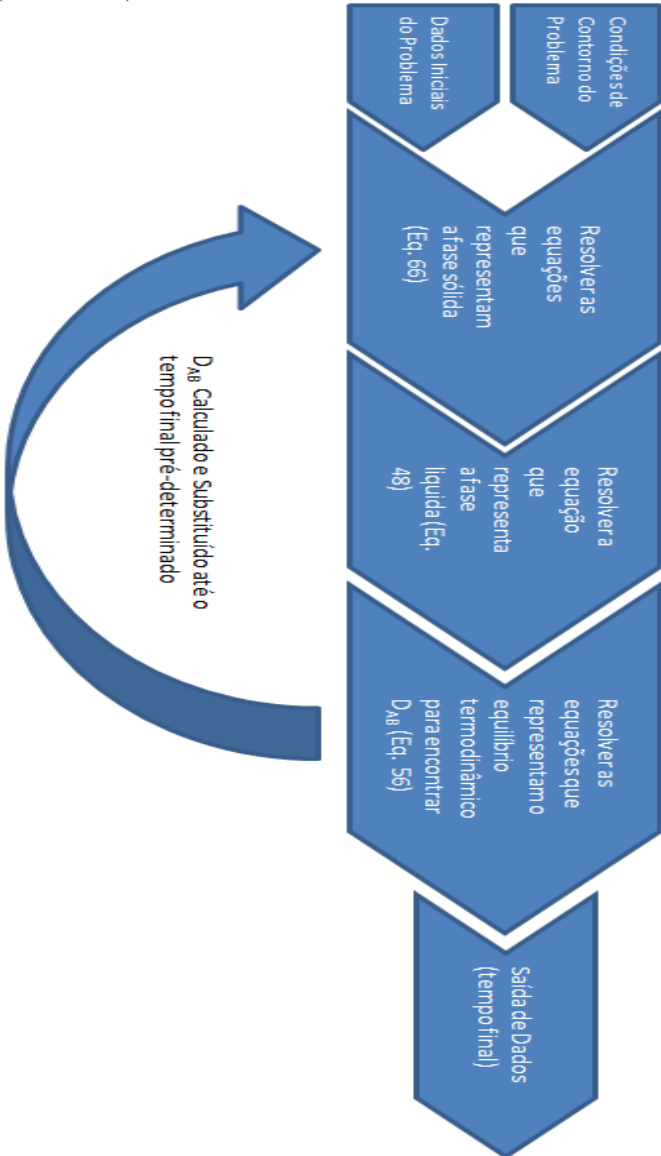 Condições de
Contorno do
Problema
Dados Iniciais
do Problema
Resolver as
equações
que
representam
a fase sólida
(Eq. 66)
Resolver a
equação
que
representa
a fase
líquida (Eq.
48)
Resolver as
equações que
representam o
equilíbrio
termodinâmico
para encontrar
D_AB (Eq. 56)
Saída de Dados
(tempo final)
D_AB Calculado e Substituído até o
tempo final pré-determinado